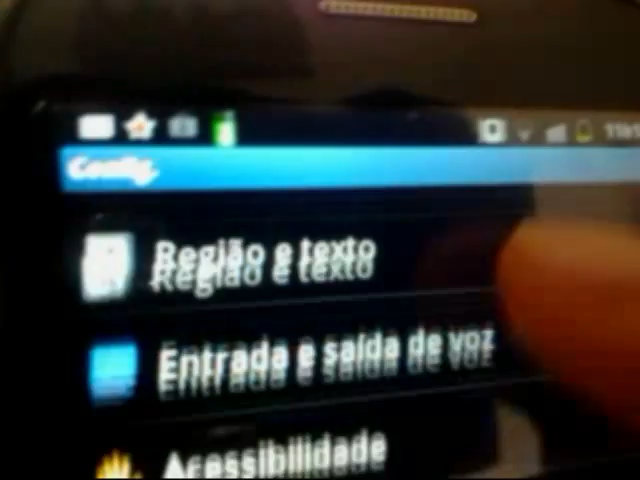 Config.
Região e texto
Entrada e saída de voz
Acessibilidade